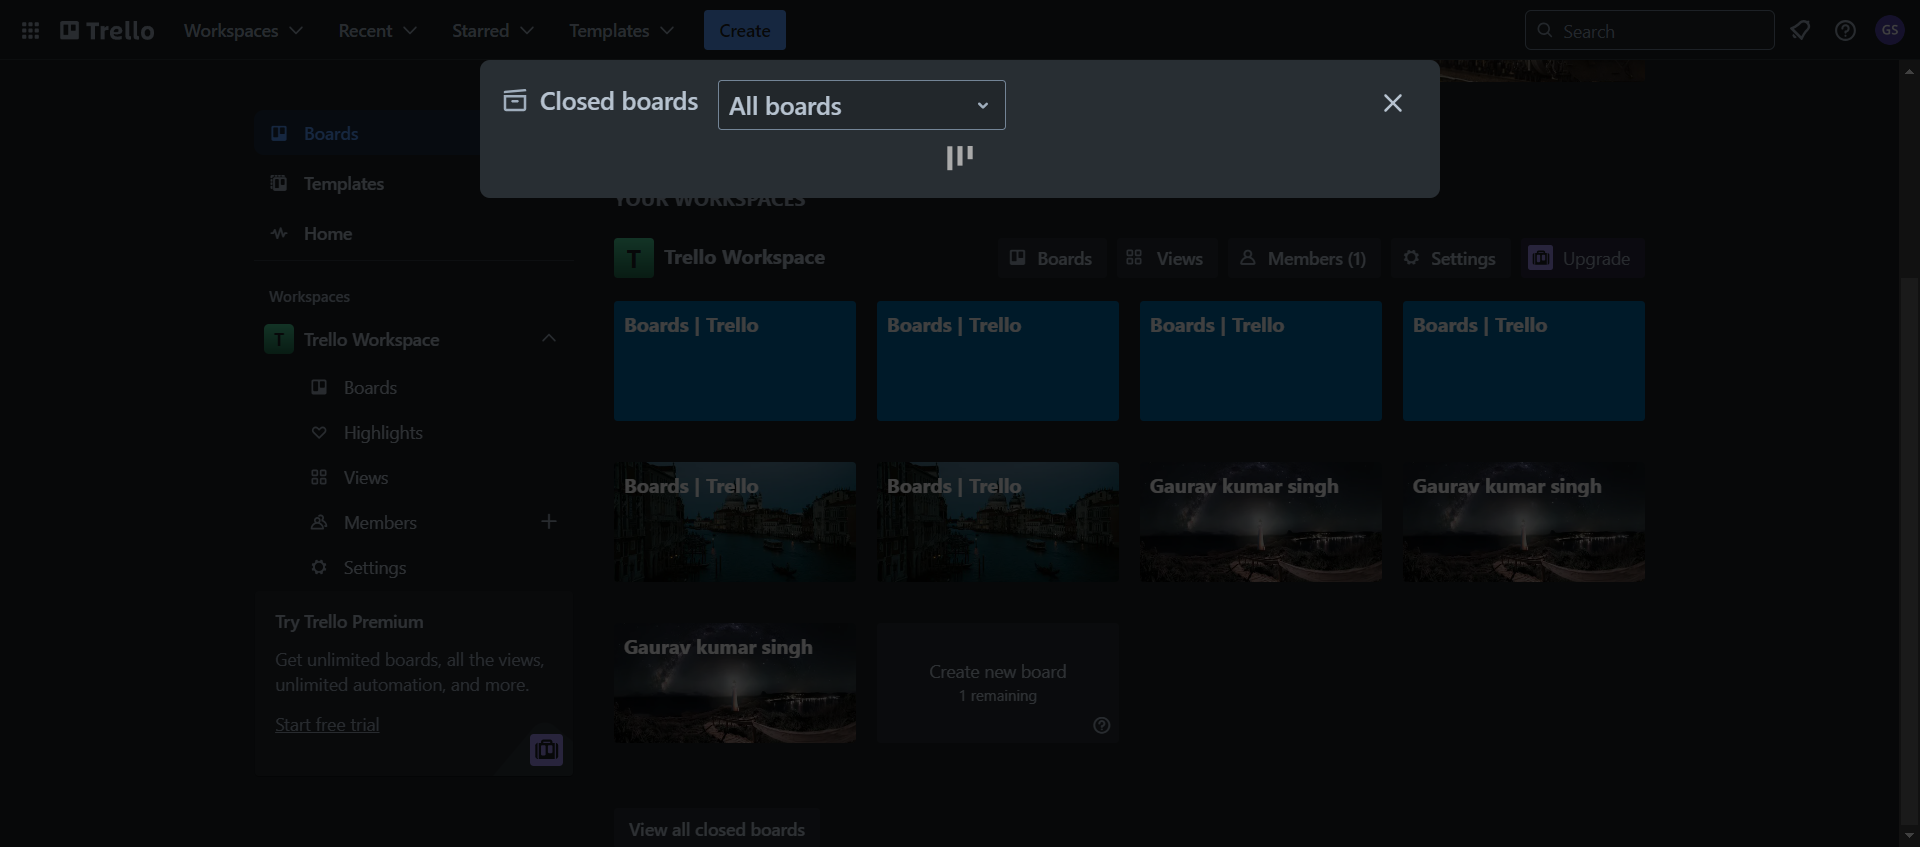 Trello
Workspaces
Recent
Starred
Templates
Create
Search
GS
Closed boards
All boards
Boards
Templates
Home
Workspaces
T
Trello Workspace
Boards
Highlights
Views
Members
Settings
Try Trello Premium
Get unlimited boards, all the views,
unlimited automation, and more.
Start free trial
YOUR WORKSPACES
T
Trello Workspace
Boards
Views
Members (1)
Settings
Upgrade
Boards | Trello
Boards | Trello
Boards | Trello
Boards | Trello
Boards | Trello
Boards | Trello
Gaurav kumar singh
Gaurav kumar singh
Gaurav kumar singh
Create new board
1 remaining
View all closed boards